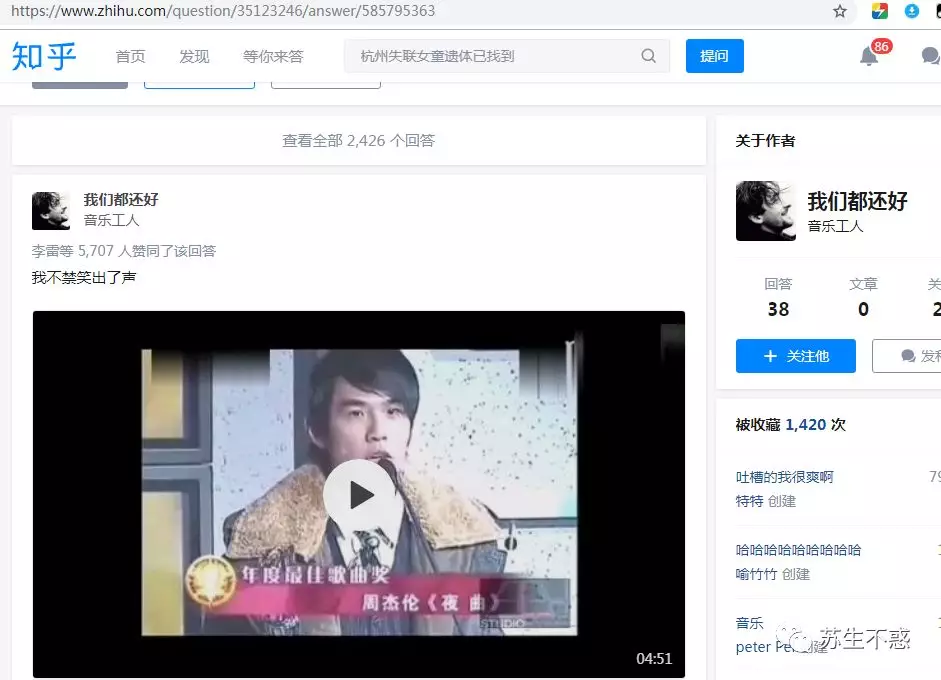 https://www.zhihu.com/question/35123246/answer/585795363
知乎 首页 发现 等你来答 杭州失联女童遗体已找到 提问 86
查看全部 2,426 个回答
我们都还好
音乐工人
李雷等 5,707 人赞同了该回答
我不禁笑出了声
年度最佳歌曲奖
周杰伦《夜 曲》
STUDIO
04:51
关于作者
我们都还好
音乐工人
回答 文章
38 0 2
+ 关注他
被收藏 1,420 次
吐槽的我很爽啊
特特 创建
哈哈哈哈哈哈哈哈哈
喻竹竹 创建
音乐
peter 创建
苏生不惑